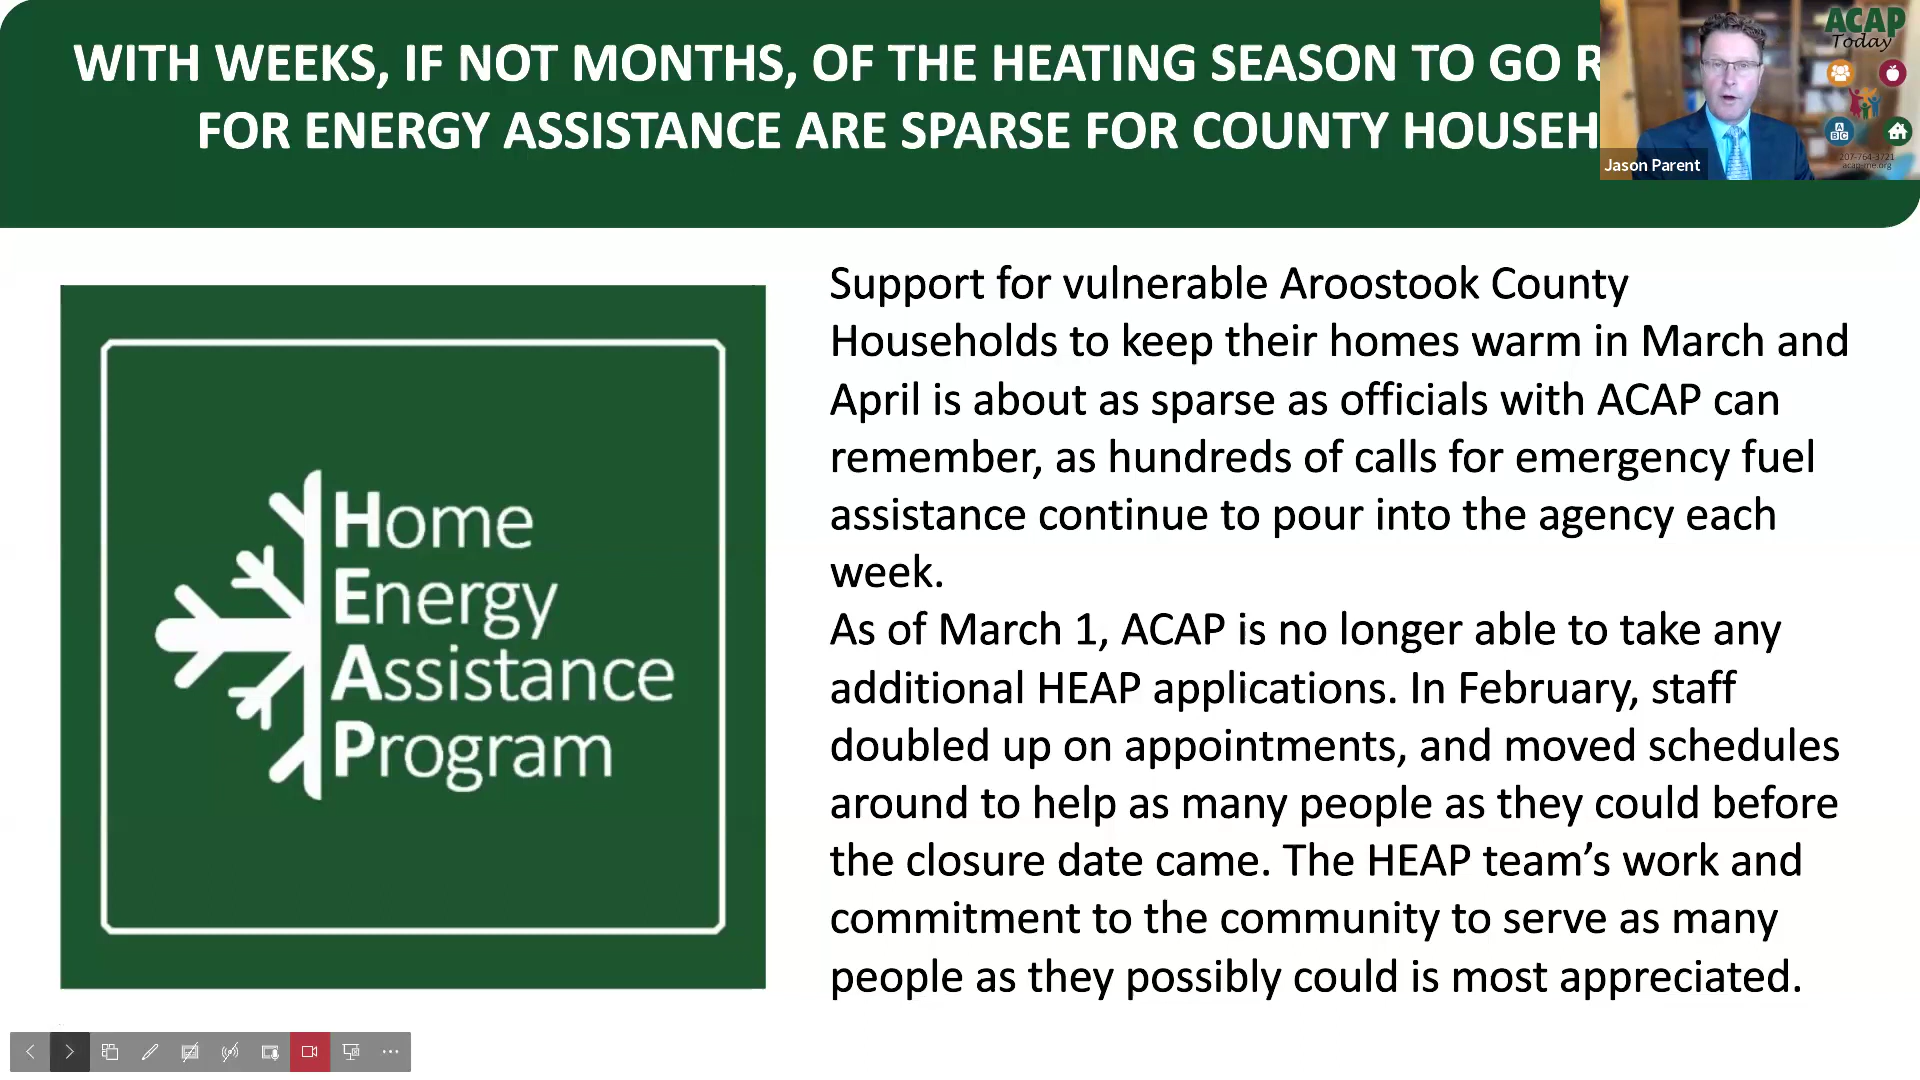 WITH WEEKS, IF NOT MONTHS, OF THE HEATING SEASON TO GO
FOR ENERGY ASSISTANCE ARE SPARSE FOR COUNTY HOUSEH
ACAP
Today
A
B C
207-764-3721
acap-me.org
Jason Parent
Support for vulnerable Aroostook County
Households to keep their homes warm in March and
April is about as sparse as officials with ACAP can
remember, as hundreds of calls for emergency fuel
assistance continue to pour into the agency each
week.
As of March 1, ACAP is no longer able to take any
additional HEAP applications. In February, staff
doubled up on appointments, and moved schedules
around to help as many people as they could before
the closure date came. The HEAP team’s work and
commitment to the community to serve as many
people as they possibly could is most appreciated.
Home
Energy
Assistance
Program